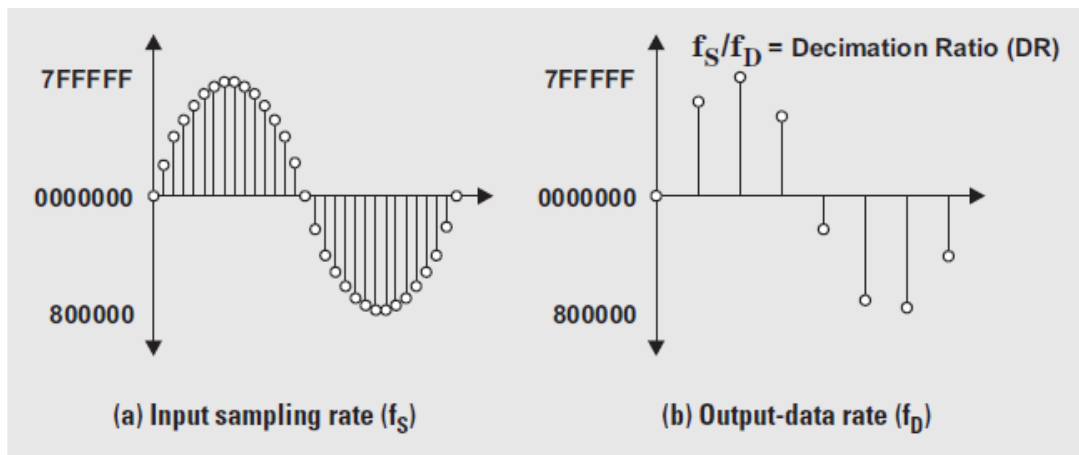 7FFFFF
0000000
800000
(a) Input sampling rate (fS)
fS/fD = Decimation Ratio (DR)
7FFFFF
0000000
800000
(b) Output-data rate (fD)